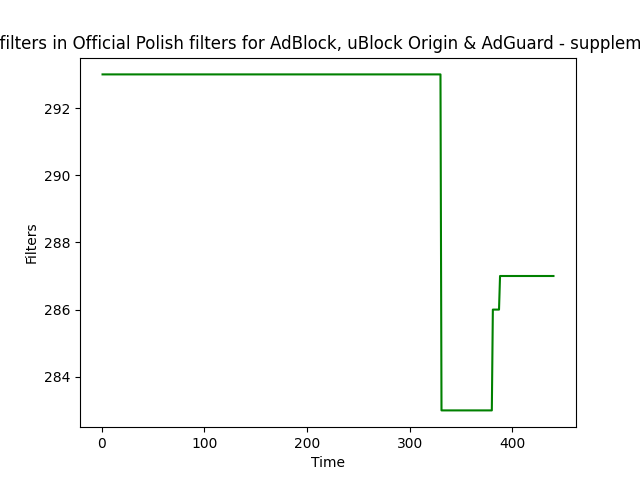 filters in Official Polish filters for AdBlock, uBlock Origin & AdGuard - supplem
292
290
288
286
284
Filters
0 100 200 300 400
Time